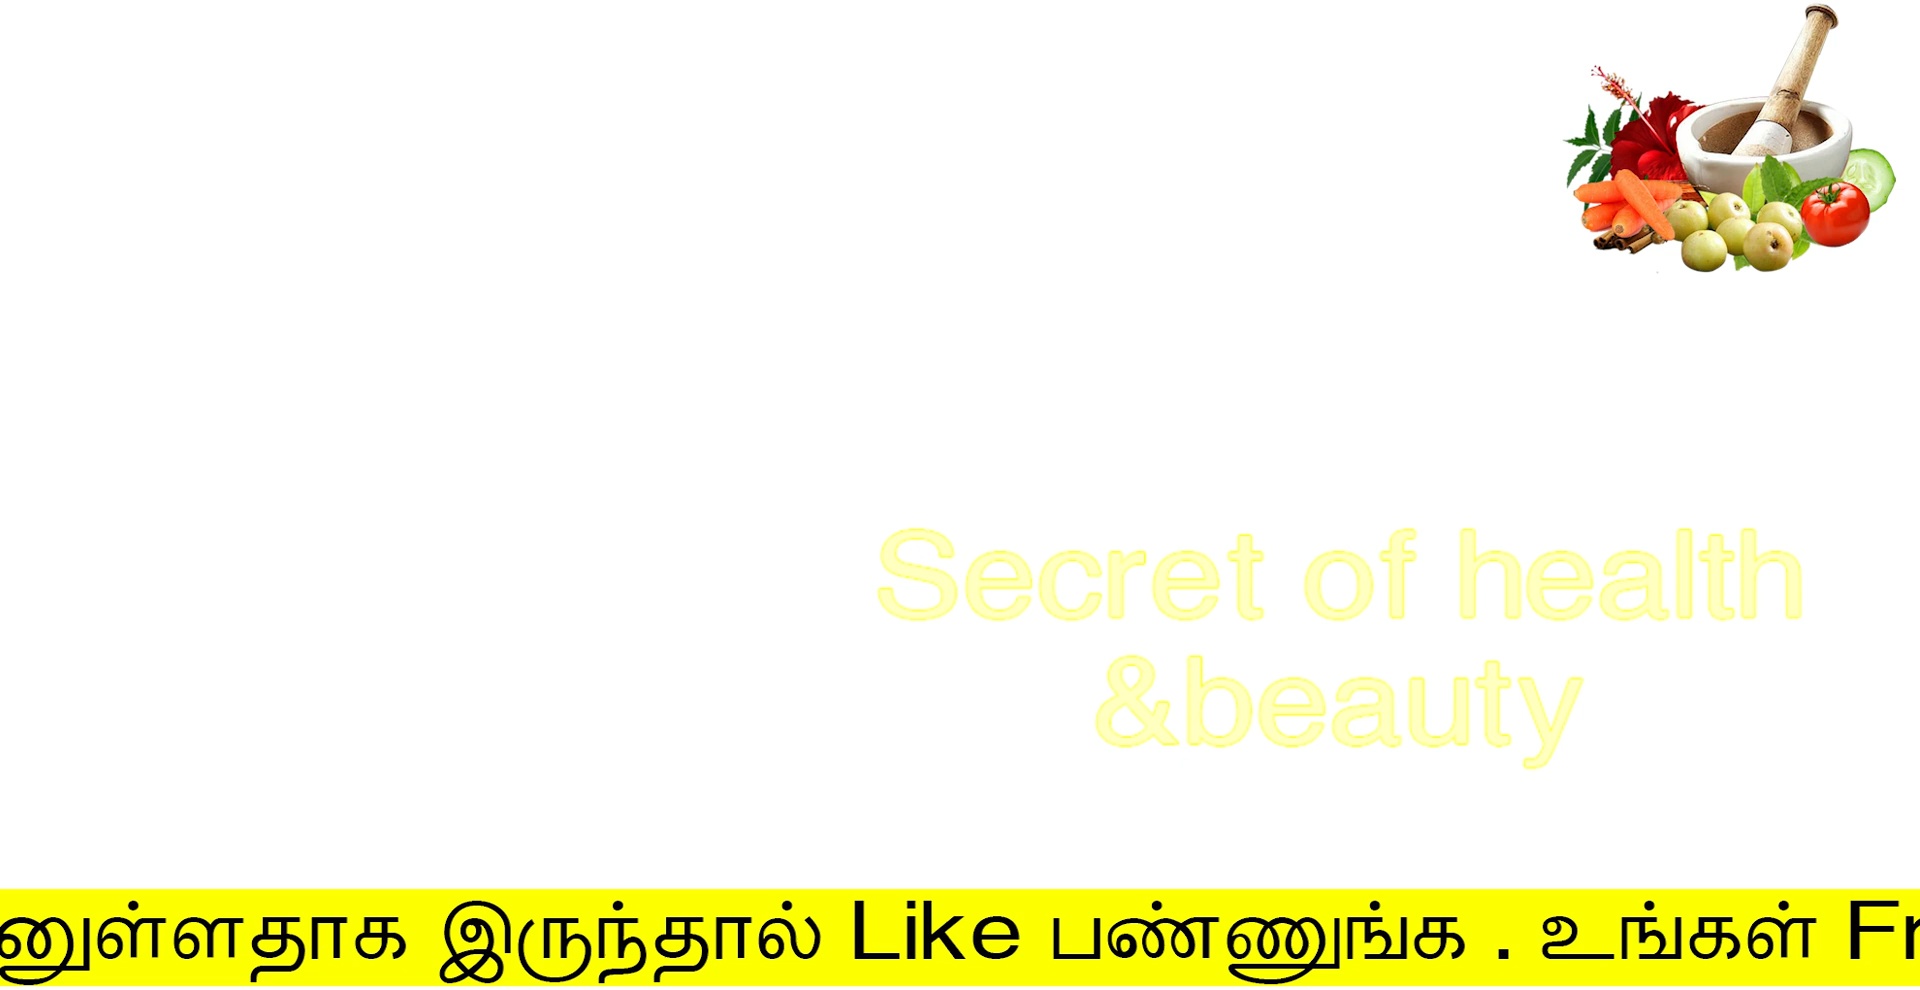 Secret of health
&beauty
னுள்ளதாக இருந்தால் Like பண்ணுங்க . உங்கள் Fr